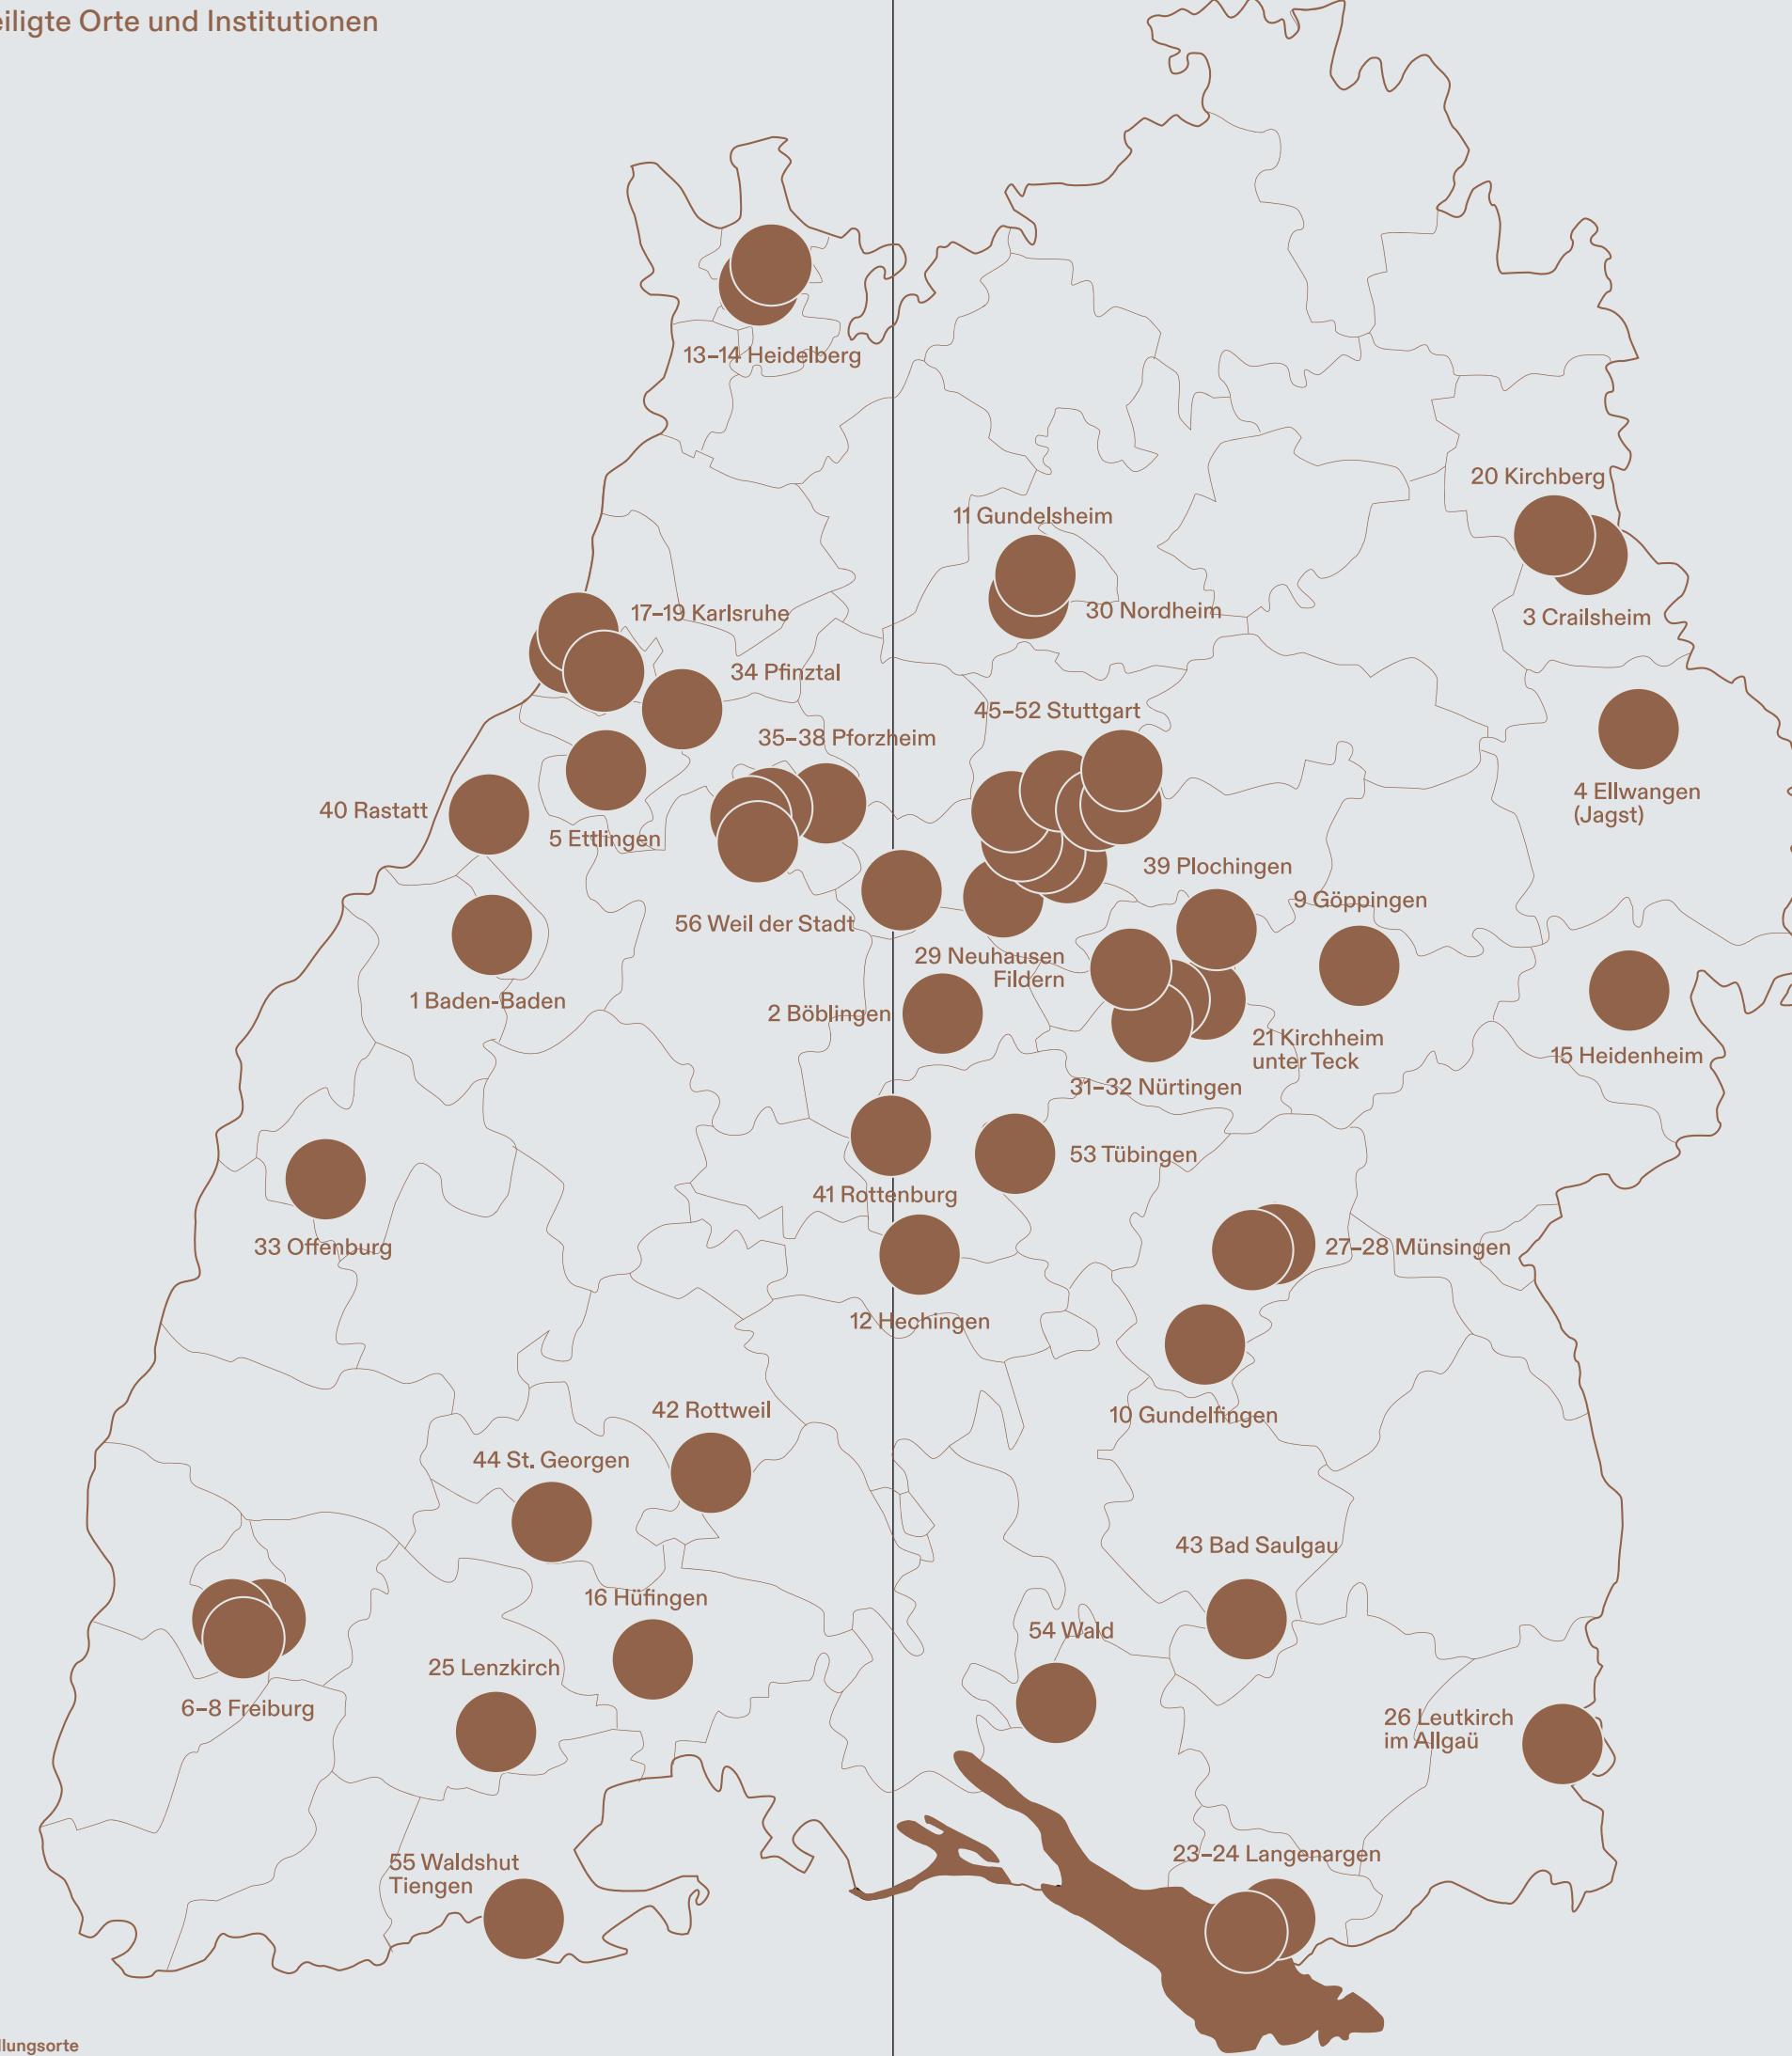 eiligte Orte und Institutionen
13–14 Heidelberg
20 Kirchberg
11 Gundelsheim
17–19 Karlsruhe
30 Nordheim
3 Crailsheim
34 Pfinztal
45–52 Stuttgart
35–38 Pforzheim
40 Rastatt
4 Ellwangen
(Jagst)
5 Ettlingen
39 Plochingen
9 Göppingen
56 Weil der Stadt
29 Neuhausen
Fildern
1 Baden-Baden
2 Böblingen
21 Kirchheim
unter Teck
15 Heidenheim
31–32 Nürtingen
53 Tübingen
41 Rottenburg
33 Offenburg
27–28 Münsingen
12 Hechingen
42 Rottweil
10 Gundelfingen
44 St. Georgen
43 Bad Saulgau
16 Hüfingen
54 Wald
25 Lenzkirch
6–8 Freiburg
26 Leutkirch
im Allgaü
23–24 Langenargen
55 Waldshut
Tiengen
llungsorte